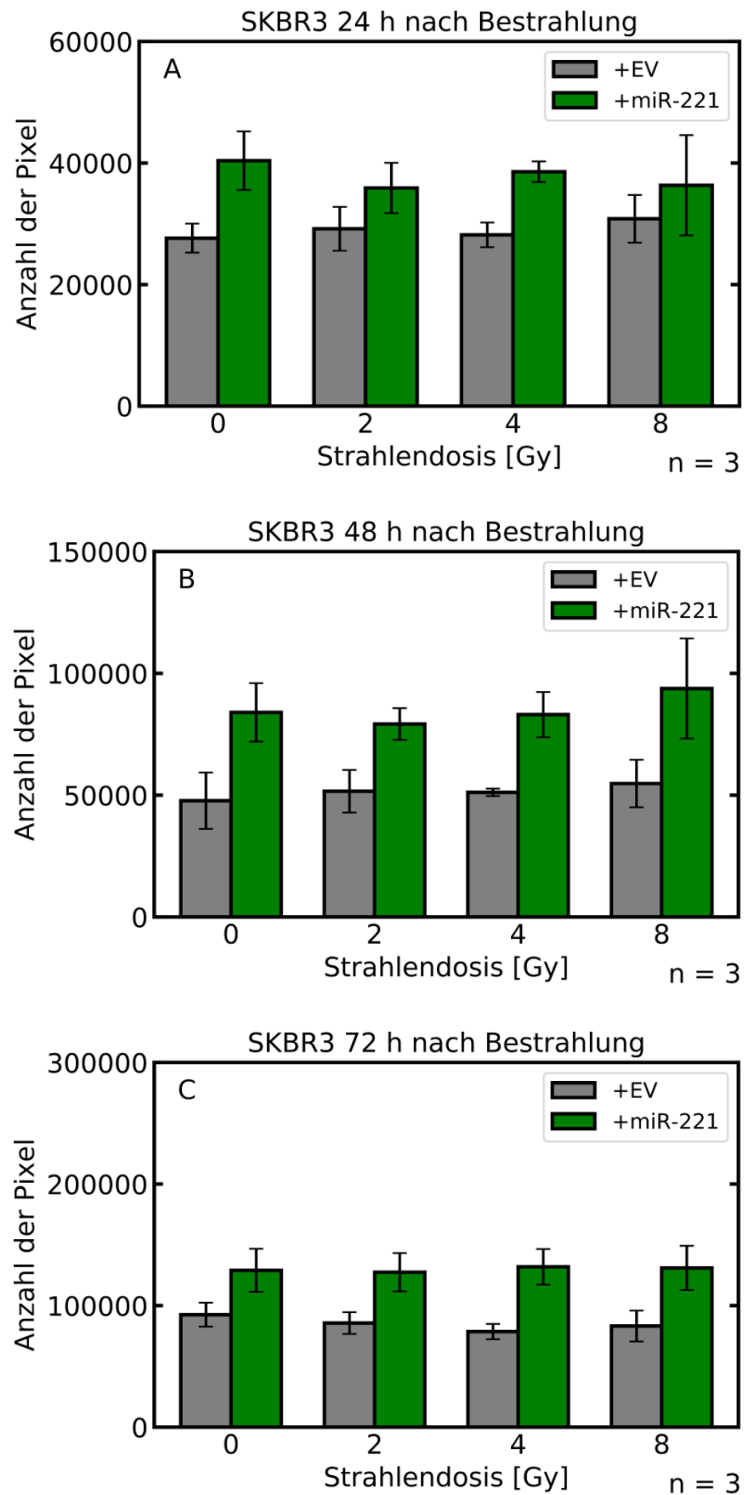 SKBR3 24 h nach Bestrahlung
A
+EV
+miR-221
60000
40000
20000
0
Anzahl der Pixel
0 2 4 8
Strahlendosis [Gy]
n = 3
SKBR3 48 h nach Bestrahlung
B
+EV
+miR-221
150000
100000
50000
0
Anzahl der Pixel
0 2 4 8
Strahlendosis [Gy]
n = 3
SKBR3 72 h nach Bestrahlung
C
+EV
+miR-221
300000
200000
100000
0
Anzahl der Pixel
0 2 4 8
Strahlendosis [Gy]
n = 3